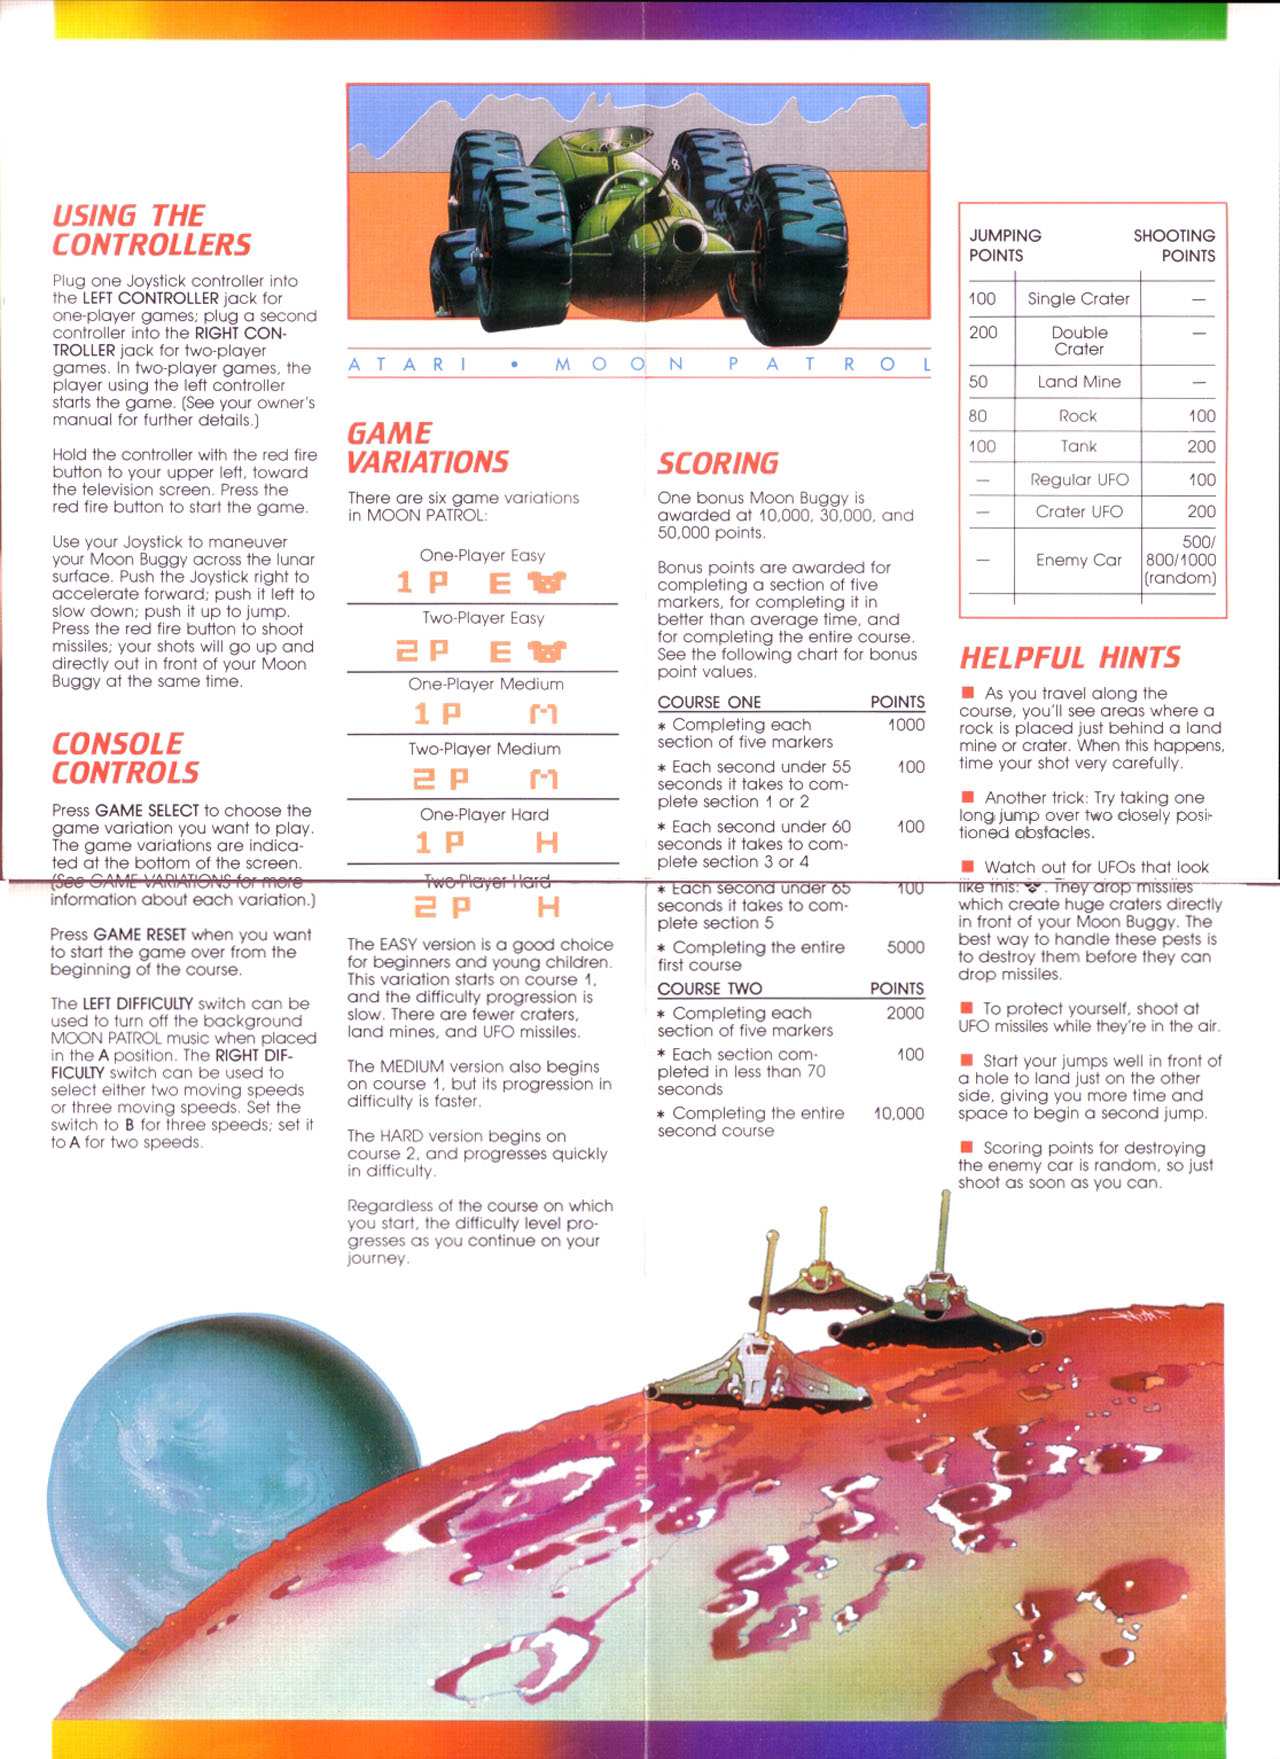 ATARI • MOON PATROL
USING THE
CONTROLLERS
Plug one Joystick controller into
the LEFT CONTROLLER jack for
one-player games; plug a second
controller into the RIGHT CON-
TROLLER jack for two-player
games. In two-player games, the
player using the left controller
starts the game. (See your owner's
manual for further details.)
Hold the controller with the red fire
button to your upper left, toward
the television screen. Press the
red fire button to start the game.
Use your Joystick to maneuver
your Moon Buggy across the lunar
surface. Push the Joystick right to
accelerate forward; push it left to
slow down; push it up to jump.
Press the red fire button to shoot
missiles; your shots will go up and
directly out in front of your Moon
Buggy at the same time.
CONSOLE
CONTROLS
Press GAME SELECT to choose the
game variation you want to play.
The game variations are indica-
ted at the bottom of the screen.
(See GAME VARIATIONS for more
information about each variation.)
Press GAME RESET when you want
to start the game over from the
beginning of the course.
The LEFT DIFFICULTY switch can be
used to turn off the background
MOON PATROL music when placed
in the A position. The RIGHT DIF-
FICULTY switch can be used to
select either two moving speeds
or three moving speeds. Set the
switch to B for three speeds; set it
to A for two speeds.
GAME
VARIATIONS
There are six game variations
in MOON PATROL:
One-Player Easy
1 P E
Two-Player Easy
2 P E
One-Player Medium
1 P M
Two-Player Medium
2 P M
One-Player Hard
1 P H
Two-Player Hard
2 P H
The EASY version is a good choice
for beginners and young children.
This variation starts on course 1,
and the difficulty progression is
slow. There are fewer craters,
land mines, and UFO missiles.
The MEDIUM version also begins
on course 1, but its progression in
difficulty is faster.
The HARD version begins on
course 2, and progresses quickly
in difficulty.
Regardless of the course on which
you start, the difficulty level pro-
gresses as you continue on your
journey.
SCORING
One bonus Moon Buggy is
awarded at 10,000, 30,000, and
50,000 points.
Bonus points are awarded for
completing a section of five
markers, for completing it in
better than average time, and
for completing the entire course.
See the following chart for bonus
point values.
COURSE ONE POINTS
* Completing each 1000
section of five markers
* Each second under 55 100
seconds it takes to com-
plete section 1 or 2
* Each second under 60 100
seconds it takes to com-
plete section 3 or 4
* Each second under 65 100
seconds it takes to com-
plete section 5
* Completing the entire 5000
first course
COURSE TWO POINTS
* Completing each 2000
section of five markers
* Each section com- 100
pleted in less than 70
seconds
* Completing the entire 10,000
second course
JUMPING SHOOTING
POINTS POINTS
100 Single Crater —
200 Double —
Crater
50 Land Mine —
80 Rock 100
100 Tank 200
— Regular UFO 100
— Crater UFO 200
500/
— Enemy Car 800/1000
(random)
HELPFUL HINTS
■ As you travel along the
course, you'll see areas where a
rock is placed just behind a land
mine or crater. When this happens,
time your shot very carefully.
■ Another trick: Try taking one
long jump over two closely posi-
tioned obstacles.
■ Watch out for UFOs that look
like this: . They drop missiles
which create huge craters directly
in front of your Moon Buggy. The
best way to handle these pests is
to destroy them before they can
drop missiles.
■ To protect yourself, shoot at
UFO missiles while they're in the air.
■ Start your jumps well in front of
a hole to land just on the other
side, giving you more time and
space to begin a second jump.
■ Scoring points for destroying
the enemy car is random, so just
shoot as soon as you can.